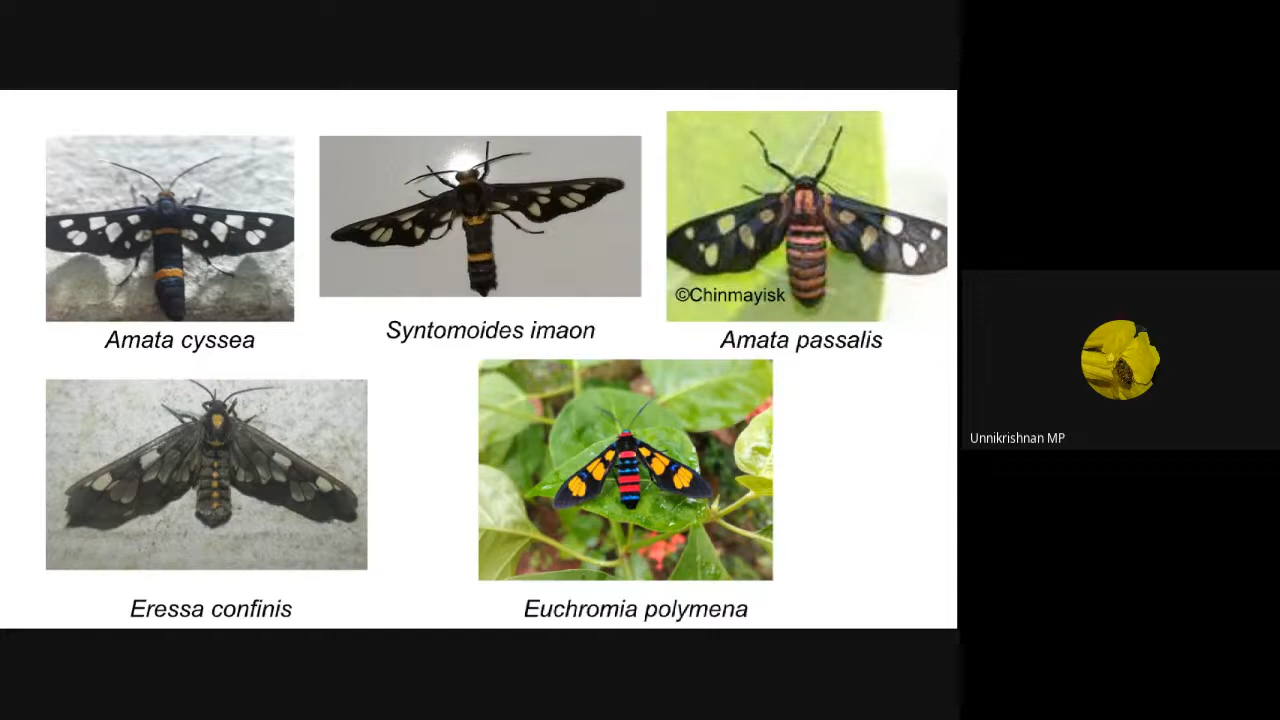 ©Chinmayisk
Amata cyssea
Syntomoides imaon
Amata passalis
Unnikrishnan MP
Eressa confinis
Euchromia polymena